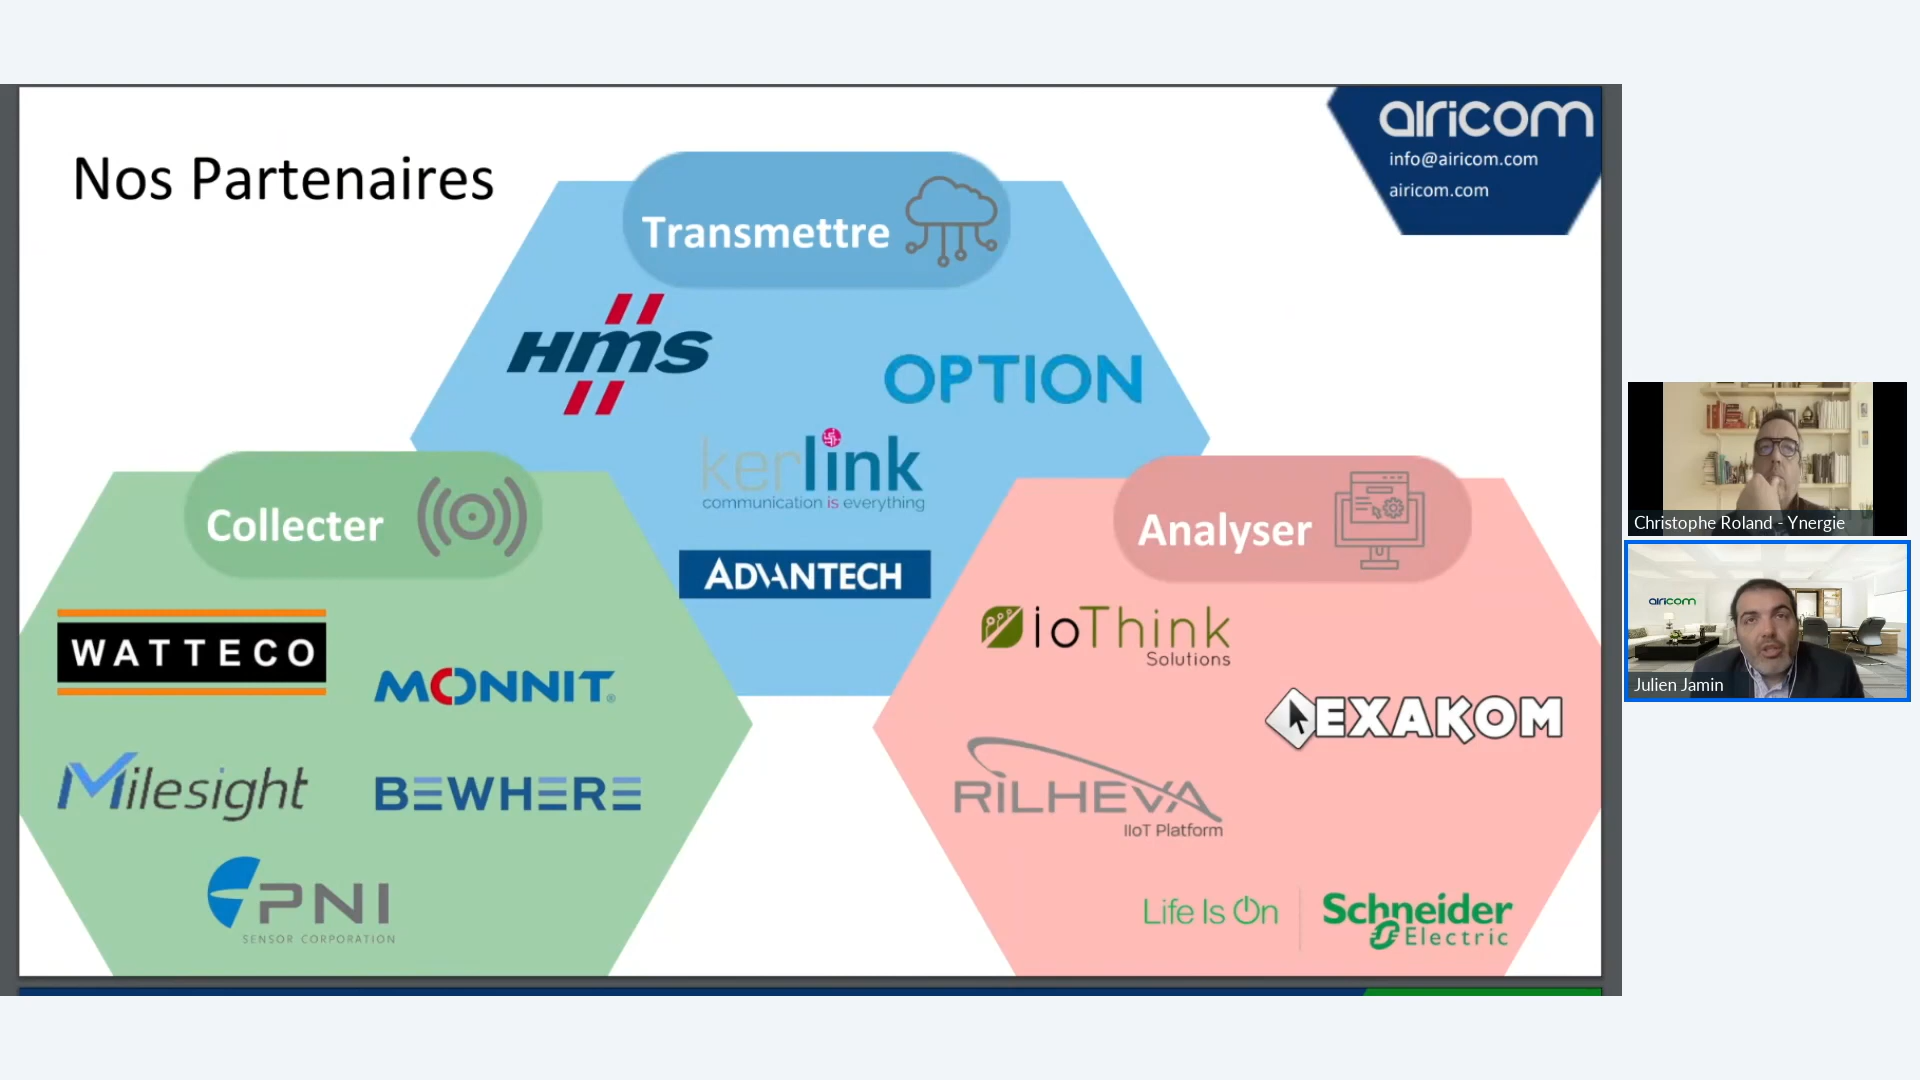 Nos Partenaires
airicom
info@airicom.com
airicom.com
Transmettre
HMS
OPTION
kerlink
communication is everything
ADVANTECH
Collecter
WATTECO
MONNIT®
Milesight
BEWHERE
PNI
SENSOR CORPORATION
Analyser
ioThink
Solutions
EXAKOM
RILHEVA
IIoT Platform
Life Is On
Schneider
Electric
Christophe Roland - Ynergie
airicom
Julien Jamin